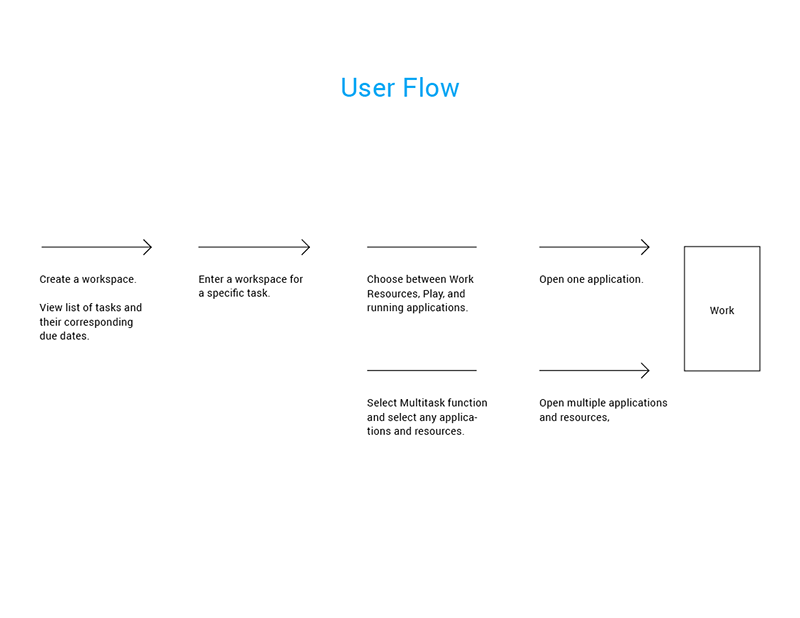 User Flow
Create a workspace.
View list of tasks and
their corresponding
due dates.
Enter a workspace for
a specific task.
Choose between Work
Resources, Play, and
running applications.
Open one application.
Work
Select Multitask function
and select any applica-
tions and resources.
Open multiple applications
and resources,